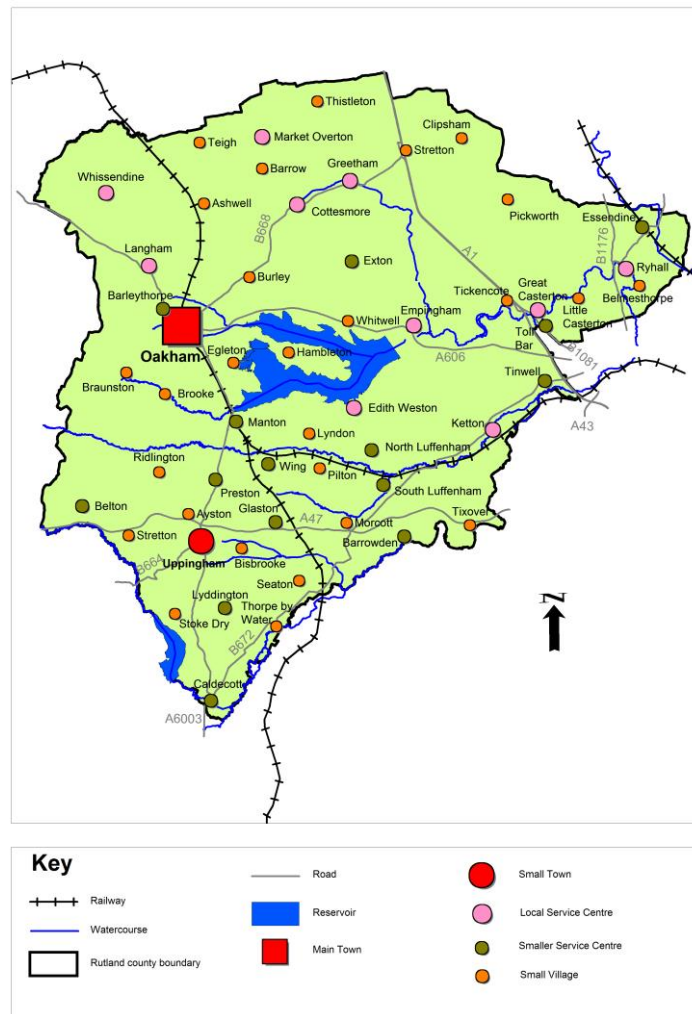 Thistleton
Clipsham
Market Overton
Teigh
Stretton
Barrow
Greetham
Whissendine
Ashwell
Cottesmore
Pickworth
Essendine
B668
A1
B1176
Langham
Exton
Ryhall
Burley
Barleythorpe
Tickencote
Great
Casterton
Belmesthorpe
Empingham
Little
Casterton
Whitwell
Toll
Bar
Oakham
Egleton
Hambleton
A606
B1081
Braunston
Tinwell
Brooke
Edith Weston
Manton
Ketton
A43
Lyndon
North Luffenham
Ridlington
Wing
Pilton
Preston
South Luffenham
Belton
Ayston
Glaston
A47
Morcott
Tixover
Stretton
Barrowden
Uppingham
Bisbrooke
B664
Seaton
Lyddington
Thorpe by
Water
Stoke Dry
B672
N
Caldecott
A6003
Key
Railway
Watercourse
Rutland county boundary
Road
Reservoir
Main Town
Small Town
Local Service Centre
Smaller Service Centre
Small Village